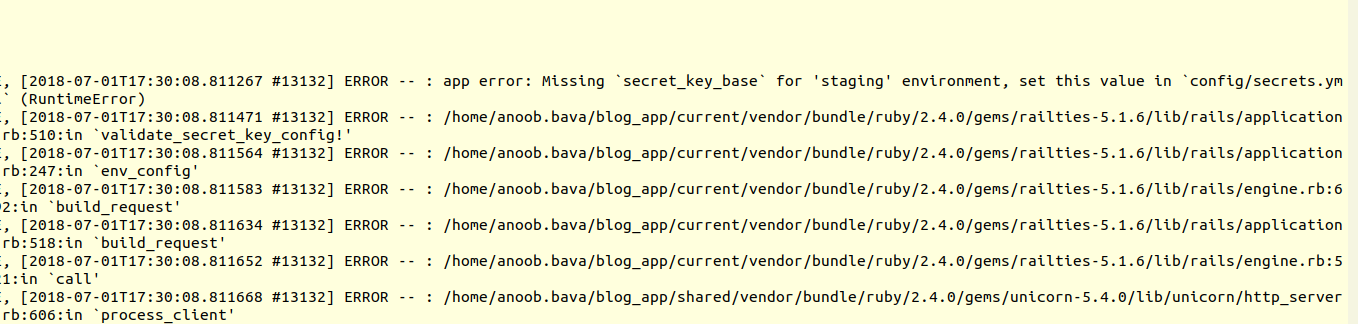 E, [2018-07-01T17:30:08.811267 #13132] ERROR -- : app error: Missing `secret_key_base` for 'staging' environment, set this value in `config/secrets.ym
l` (RuntimeError)
E, [2018-07-01T17:30:08.811471 #13132] ERROR -- : /home/anoob.bava/blog_app/current/vendor/bundle/ruby/2.4.0/gems/railties-5.1.6/lib/rails/application
.rb:510:in `validate_secret_key_config!'
E, [2018-07-01T17:30:08.811564 #13132] ERROR -- : /home/anoob.bava/blog_app/current/vendor/bundle/ruby/2.4.0/gems/railties-5.1.6/lib/rails/application
.rb:247:in `env_config'
E, [2018-07-01T17:30:08.811583 #13132] ERROR -- : /home/anoob.bava/blog_app/current/vendor/bundle/ruby/2.4.0/gems/railties-5.1.6/lib/rails/engine.rb:6
92:in `build_request'
E, [2018-07-01T17:30:08.811634 #13132] ERROR -- : /home/anoob.bava/blog_app/current/vendor/bundle/ruby/2.4.0/gems/railties-5.1.6/lib/rails/application
.rb:518:in `build_request'
E, [2018-07-01T17:30:08.811652 #13132] ERROR -- : /home/anoob.bava/blog_app/current/vendor/bundle/ruby/2.4.0/gems/railties-5.1.6/lib/rails/engine.rb:5
21:in `call'
E, [2018-07-01T17:30:08.811668 #13132] ERROR -- : /home/anoob.bava/blog_app/shared/vendor/bundle/ruby/2.4.0/gems/unicorn-5.4.0/lib/unicorn/http_server
.rb:606:in `process_client'